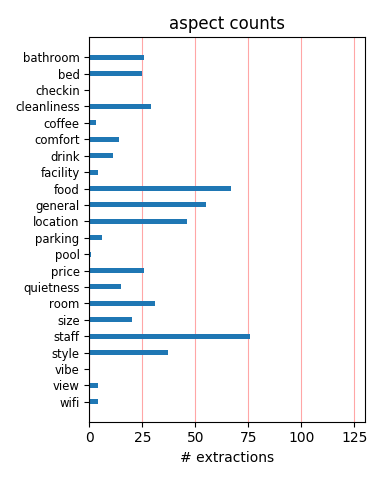 aspect counts
bathroom
bed
checkin
cleanliness
coffee
comfort
drink
facility
food
general
location
parking
pool
price
quietness
room
size
staff
style
vibe
view
wifi
0 25 50 75 100 125
# extractions